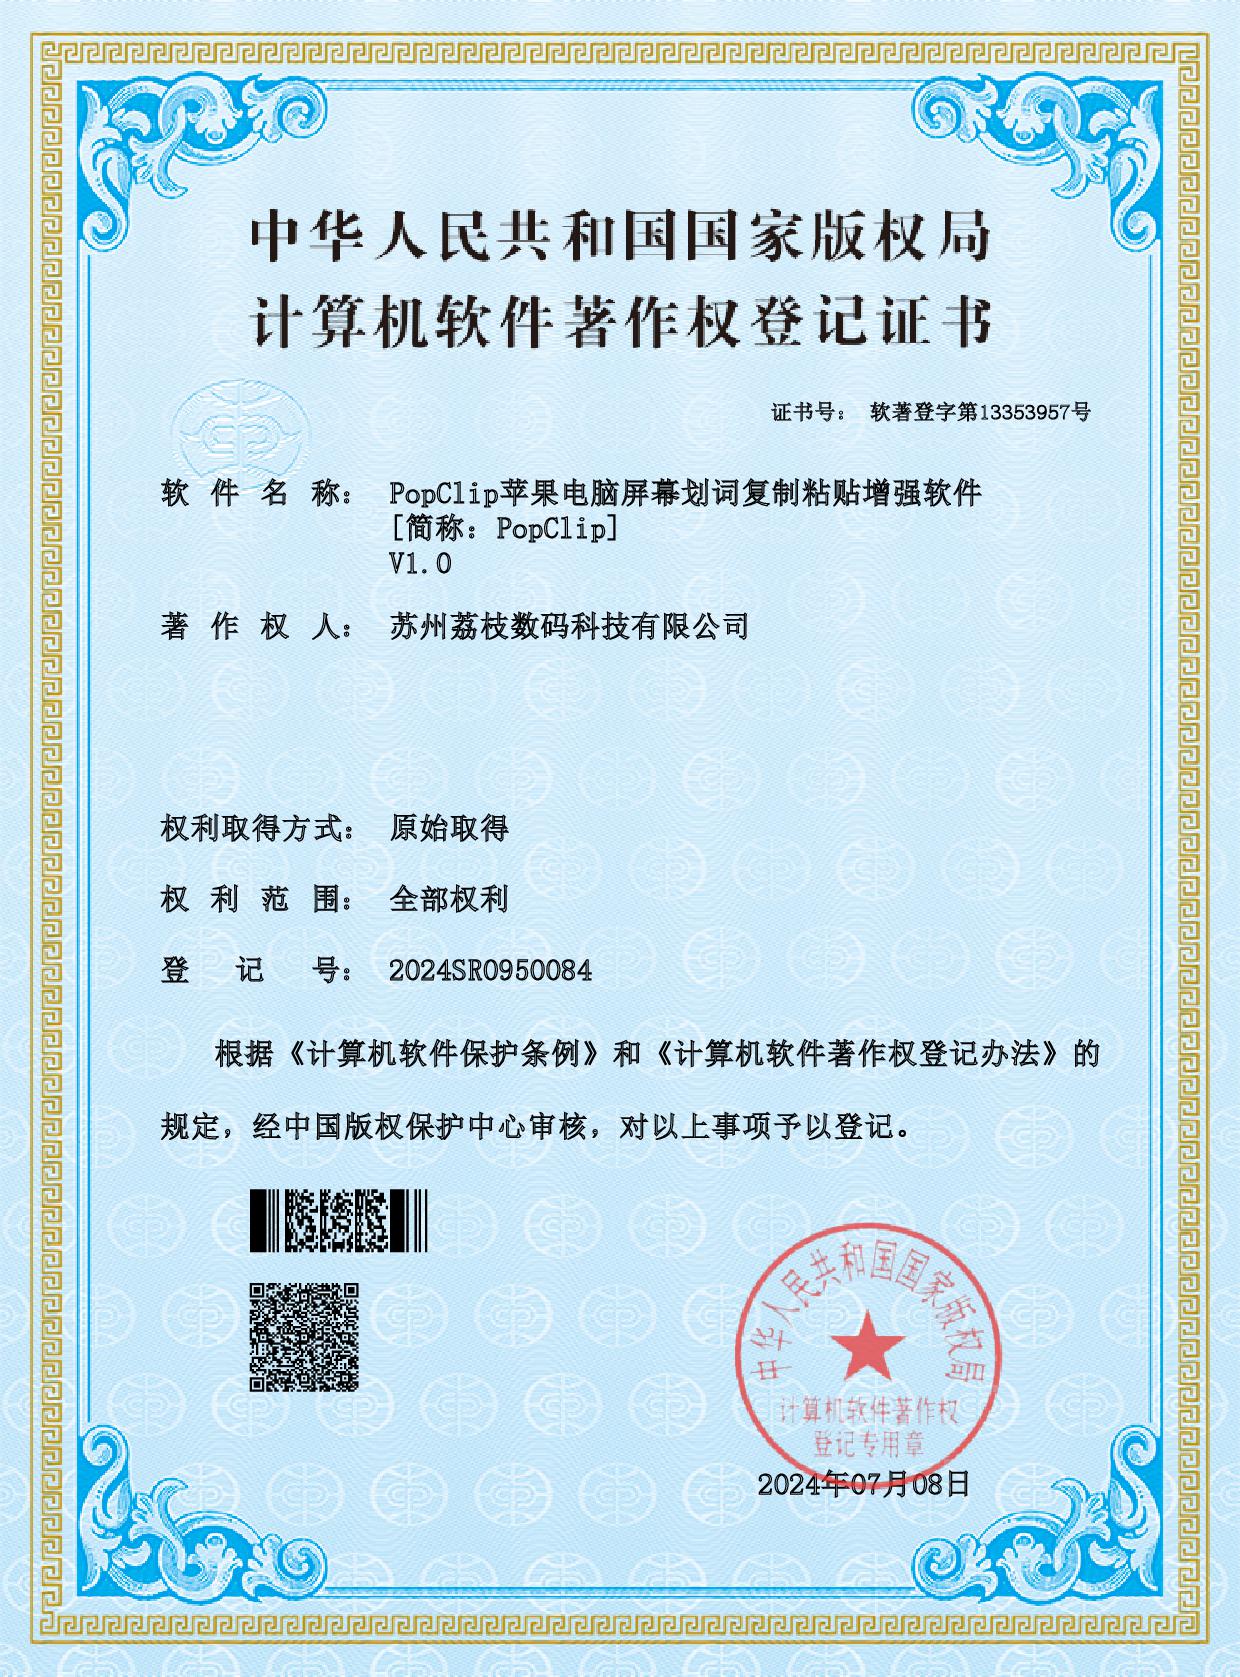 中华人民共和国国家版权局
计算机软件著作权登记证书
证书号： 软著登字第13353957号
软件名称： PopClip苹果电脑屏幕划词复制粘贴增强软件
[简称：PopClip]
V1.0
著作权人： 苏州荔枝数码科技有限公司
权利取得方式： 原始取得
权利范围： 全部权利
登记号： 2024SR0950084
根据《计算机软件保护条例》和《计算机软件著作权登记办法》的
规定，经中国版权保护中心审核，对以上事项予以登记。
中华人民共和国国家版权局
计算机软件著作权
登记专用章
2024年07月08日